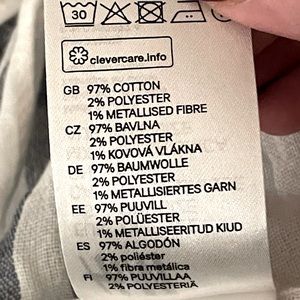 30
clevercare.info
GB 97% COTTON
2% POLYESTER
1% METALLISED FIBRE
CZ 97% BAVLNA
2% POLYESTER
1% KOVOVÁ VLÁKNA
DE 97% BAUMWOLLE
2% POLYESTER
1% METALLISIERTES GARN
EE 97% PUUVILL
2% POLÜESTER
1% METALLISEERITUD KIUD
ES 97% ALGODÓN
2% poliéster
1% fibra metálica
FI 97% PUUVILLAA
2% POLYESTERIÄ